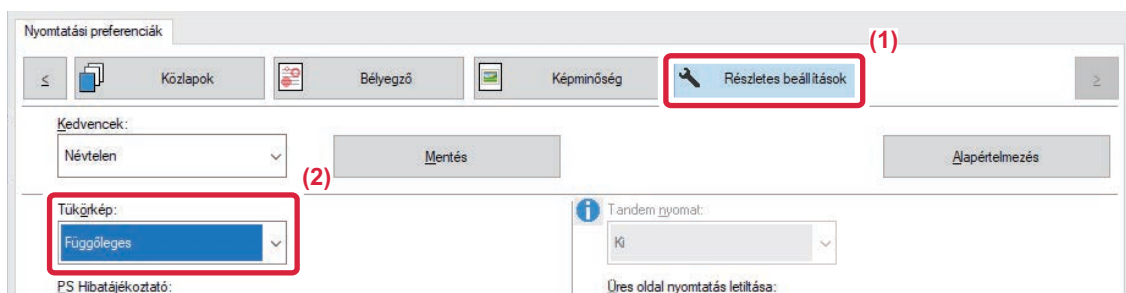 Nyomtatási preferenciák
(1)
< Közlapok Bélyegző Képminőség Részletes beállítások >
Kedvencek:
Névtelen Mentés Alapértelmezés
(2)
Tükörkép: Tandem nyomat:
Függőleges Ki
PS Hibatájékoztató: Üres oldal nyomtatás letiltása: